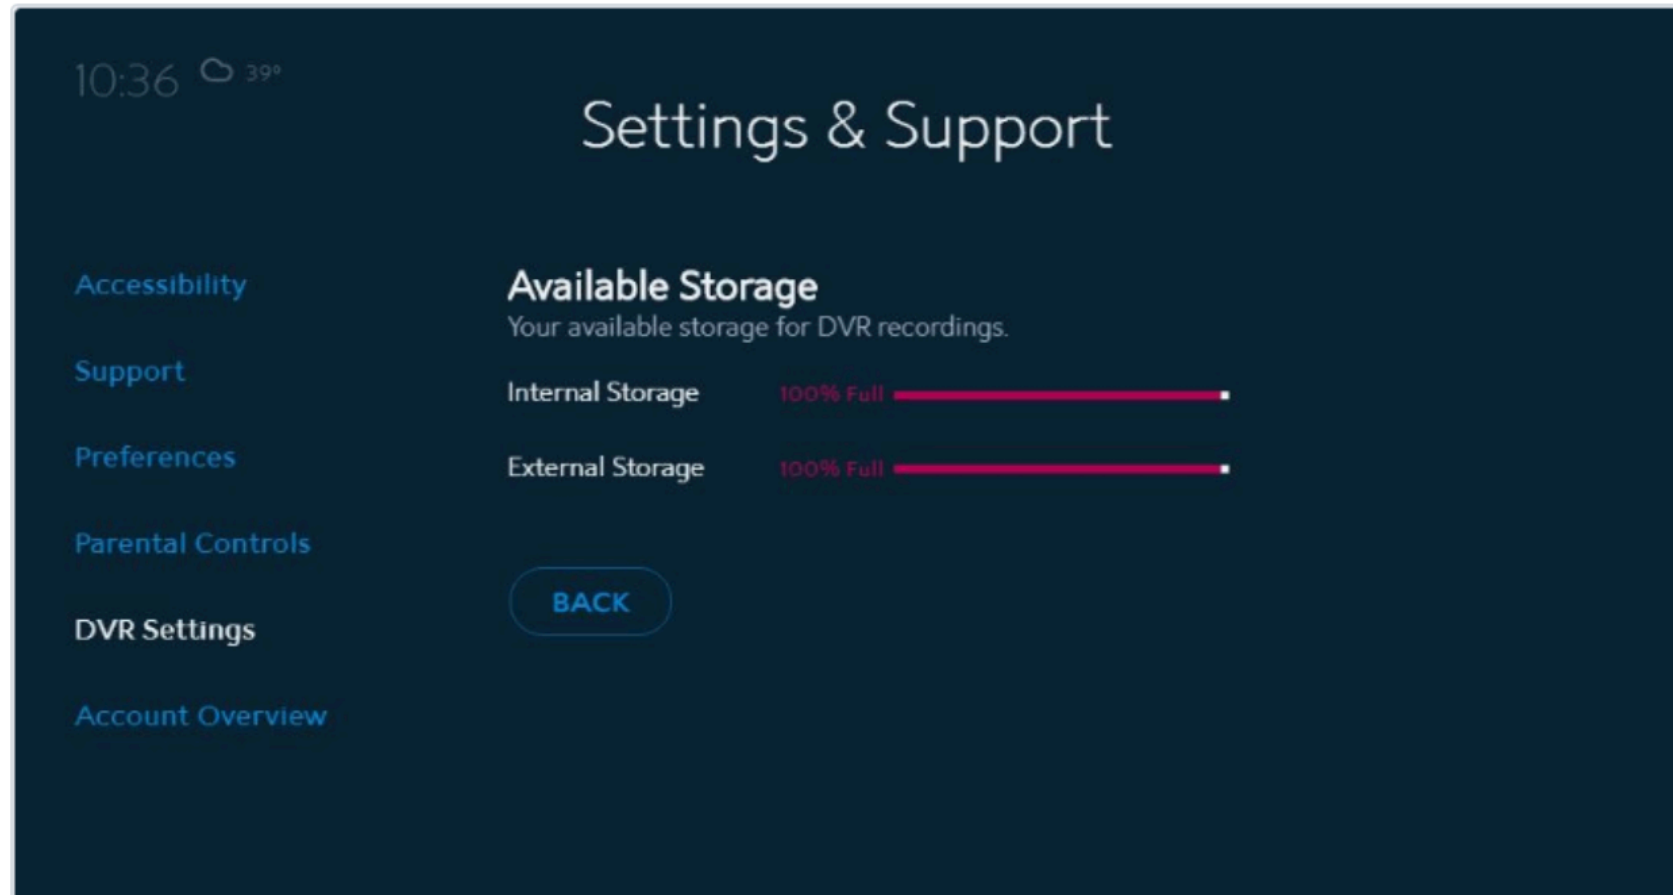 10:36 39°
Settings & Support
Accessibility
Support
Preferences
Parental Controls
DVR Settings
Account Overview
Available Storage
Your available storage for DVR recordings.
Internal Storage 100% Full
External Storage 100% Full
BACK